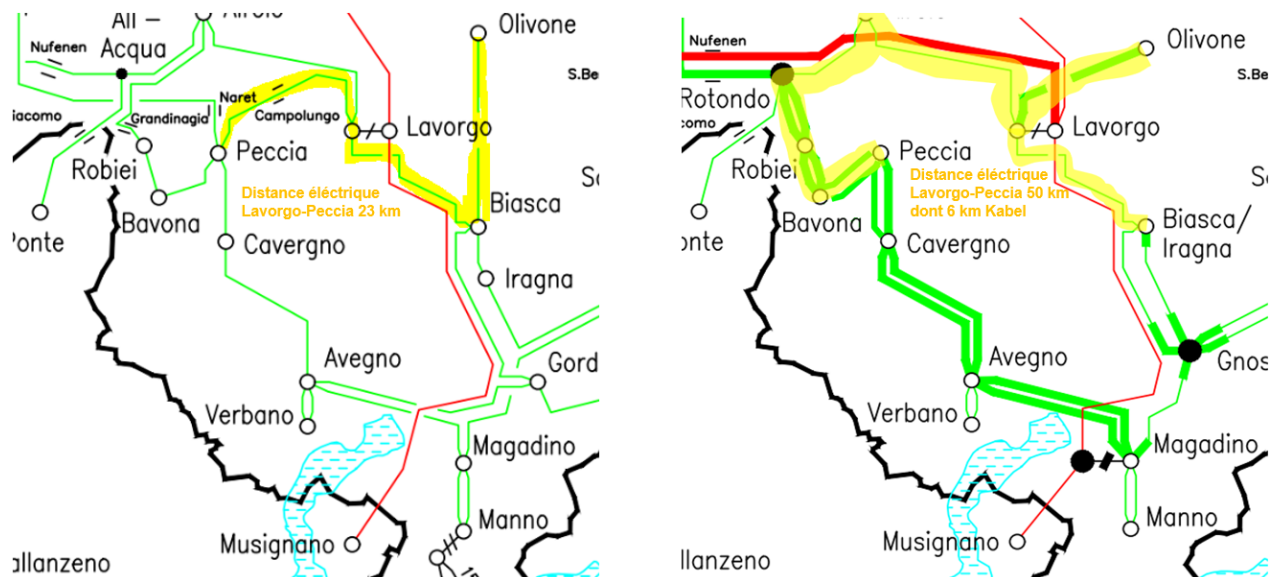 All –
Acqua
Airolo
Nufenen
Olivone
S.Be
Naret
Campolungo
iacomo
Grandinagia
Lavorgo
Robiei
Peccia
Distance éléctrique
Lavorgo-Peccia 23 km
Bavona
Biasca
Ponte
Cavergno
Iragna
Avegno
Gord
Verbano
Magadino
Manno
Musignano
allanzeno
Nufenen
Olivone
S.Be
Rotondo
como
Lavorgo
Robiei
Peccia
Distance éléctrique
Lavorgo-Peccia 50 km
dont 6 km Kabel
Bavona
Biasca/
Iragna
onte
Cavergno
Avegno
Gnos
Verbano
Magadino
Manno
Musignano
llanzeno